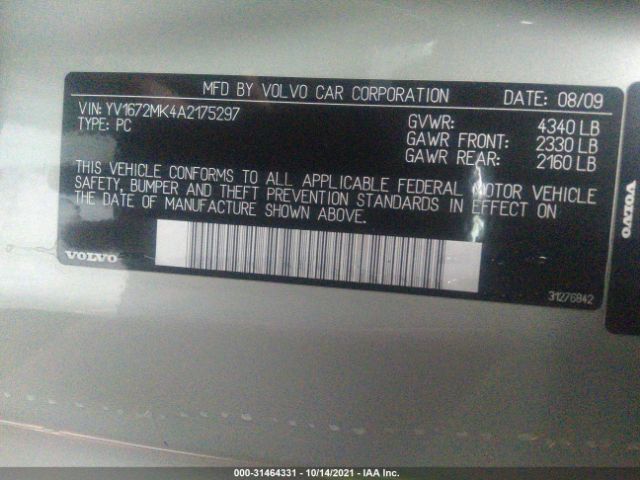 MFD BY VOLVO CAR CORPORATION DATE: 08/09
VIN: YV1672MK4A2175297
TYPE: PC
GVWR: 4340 LB
GAWR FRONT: 2330 LB
GAWR REAR: 2160 LB
THIS VEHICLE CONFORMS TO ALL APPLICABLE FEDERAL MOTOR VEHICLE
SAFETY, BUMPER AND THEFT PREVENTION STANDARDS IN EFFECT ON
THE DATE OF MANUFACTURE SHOWN ABOVE.
VOLVO
31276842
VOLVO
000-31464331 - 10/14/2021 - IAA Inc.